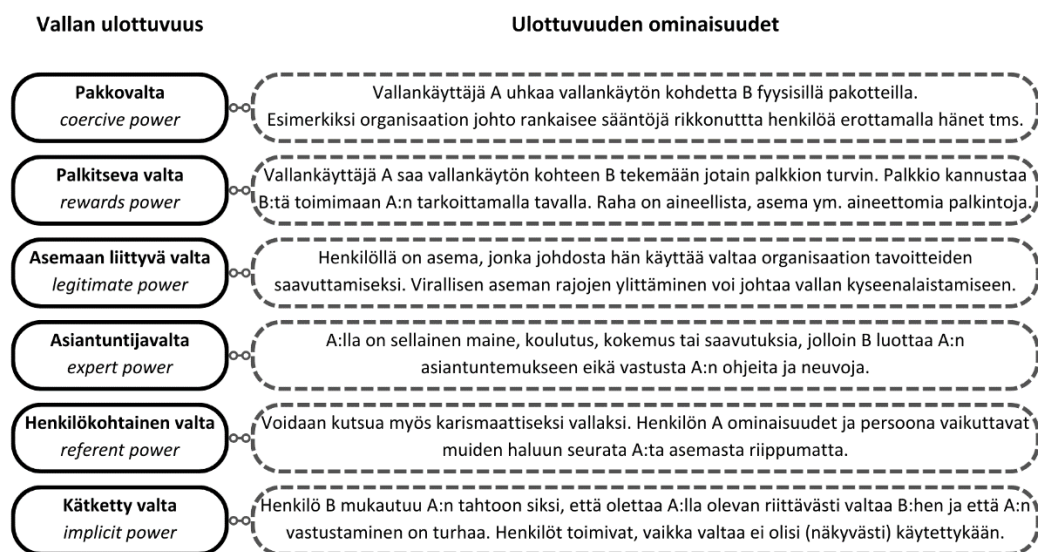 Vallan ulottuvuus
Ulottuvuuden ominaisuudet
Pakkovalta
coercive power
Vallankäyttäjä A uhkaa vallankäytön kohdetta B fyysisillä pakotteilla.
Esimerkiksi organisaation johto rankaisee sääntöjä rikkonuttta henkilöä erottamalla hänet tms.
Palkitseva valta
rewards power
Vallankäyttäjä A saa vallankäytön kohteen B tekemään jotain palkkion turvin. Palkkio kannustaa
B:tä toimimaan A:n tarkoittamalla tavalla. Raha on aineellista, asema ym. aineettomia palkintoja.
Asemaan liittyvä valta
legitimate power
Henkilöllä on asema, jonka johdosta hän käyttää valtaa organisaation tavoitteiden
saavuttamiseksi. Virallisen aseman rajojen ylittäminen voi johtaa vallan kyseenalaistamiseen.
Asiantuntijavalta
expert power
A:lla on sellainen maine, koulutus, kokemus tai saavutuksia, jolloin B luottaa A:n
asiantuntemukseen eikä vastusta A:n ohjeita ja neuvoja.
Henkilökohtainen valta
referent power
Voidaan kutsua myös karismaattiseksi vallaksi. Henkilön A ominaisuudet ja persoona vaikuttavat
muiden haluun seurata A:ta asemasta riippumatta.
Kätketty valta
implicit power
Henkilö B mukautuu A:n tahtoon siksi, että olettaa A:lla olevan riittävästi valtaa B:hen ja että A:n
vastustaminen on turhaa. Henkilöt toimivat, vaikka valtaa ei olisi (näkyvästi) käytettykään.